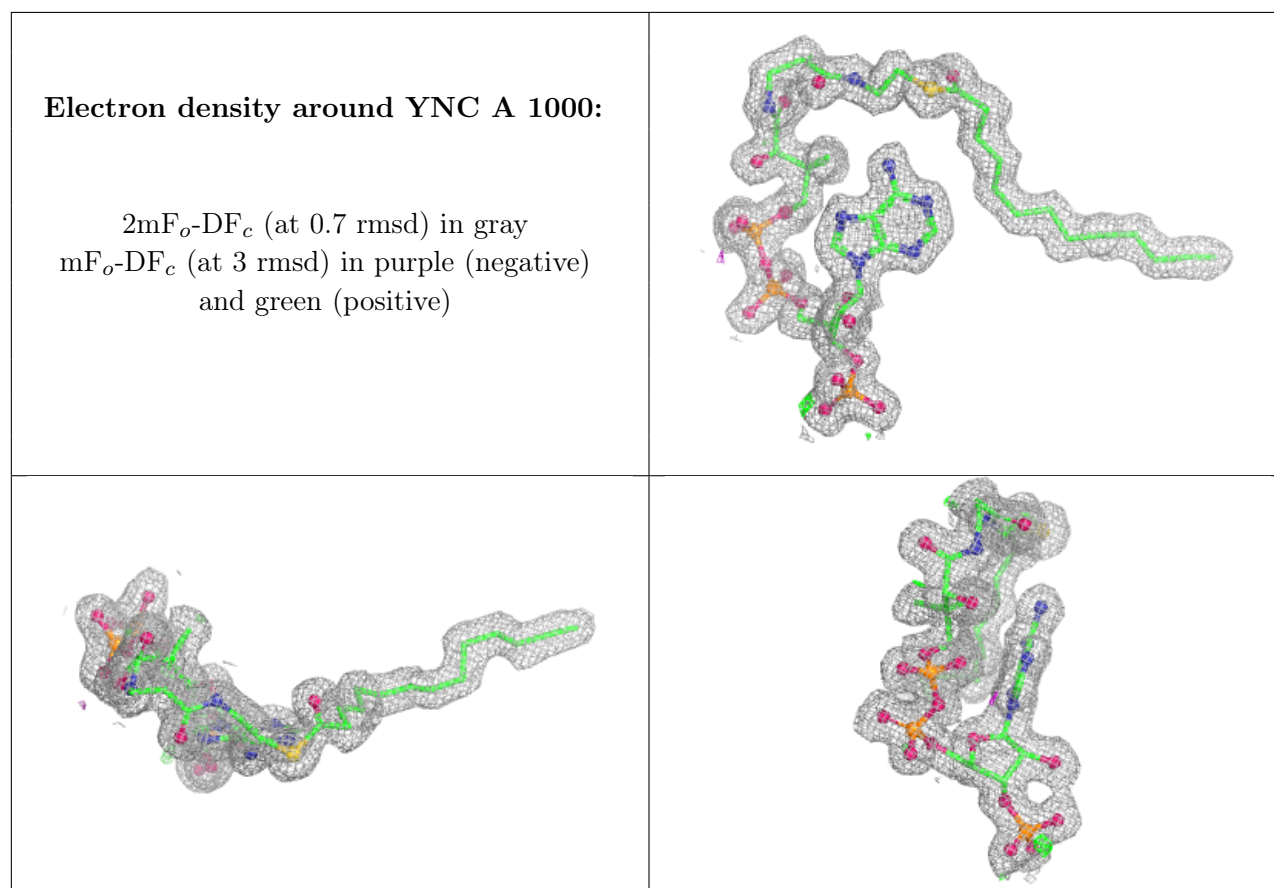 Electron density around YNC A 1000:
2mFₒ-DF𝒸 (at 0.7 rmsd) in gray
mFₒ-DF𝒸 (at 3 rmsd) in purple (negative)
and green (positive)